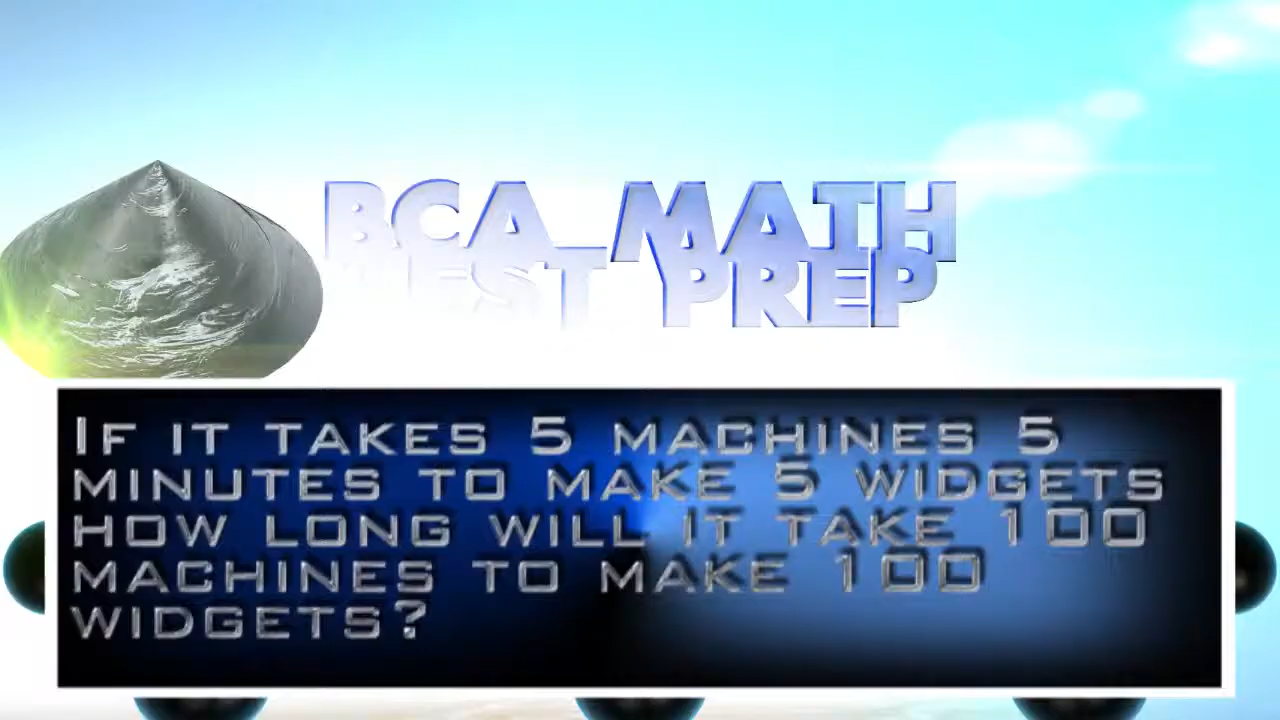 BCA MATH
TEST PREP
IF IT TAKES 5 MACHINES 5
MINUTES TO MAKE 5 WIDGETS
HOW LONG WILL IT TAKE 100
MACHINES TO MAKE 100
WIDGETS?